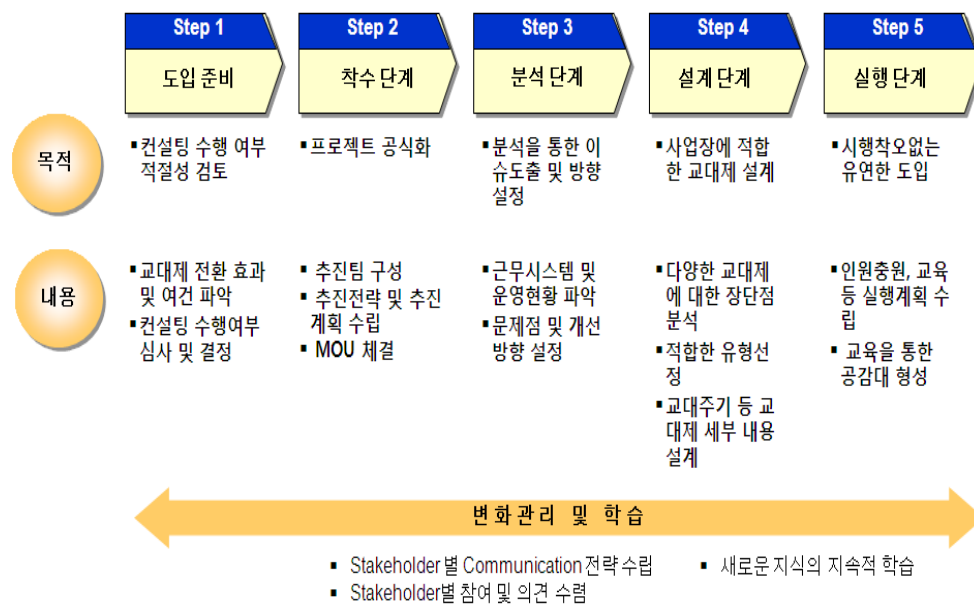 Step 1
Step 2
Step 3
Step 4
Step 5
도입 준비
착수 단계
분석 단계
설계 단계
실행 단계
목적
▪컨설팅 수행 여부
적절성 검토
▪프로젝트 공식화
▪분석을 통한 이
슈도출 및 방향
설정
▪사업장에 적합
한 교대제 설계
▪시행착오없는
유연한 도입
내용
▪교대제 전환 효과
및 여건 파악
▪컨설팅 수행여부
심사 및 결정
▪ 추진팀 구성
▪ 추진전략 및 추진
계획 수립
▪ MOU 체결
▪근무시스템 및
운영현황 파악
▪문제점 및 개선
방향 설정
▪다양한 교대제
에 대한 장단점
분석
▪적합한 유형선
정
▪교대주기 등 교
대제 세부 내용
설계
▪인원충원, 교육
등 실행계획 수
립
▪ 교육을 통한
공감대 형성
변화관리 및 학습
▪ Stakeholder 별 Communication 전략 수립
▪ Stakeholder별 참여 및 의견 수렴
▪ 새로운 지식의 지속적 학습